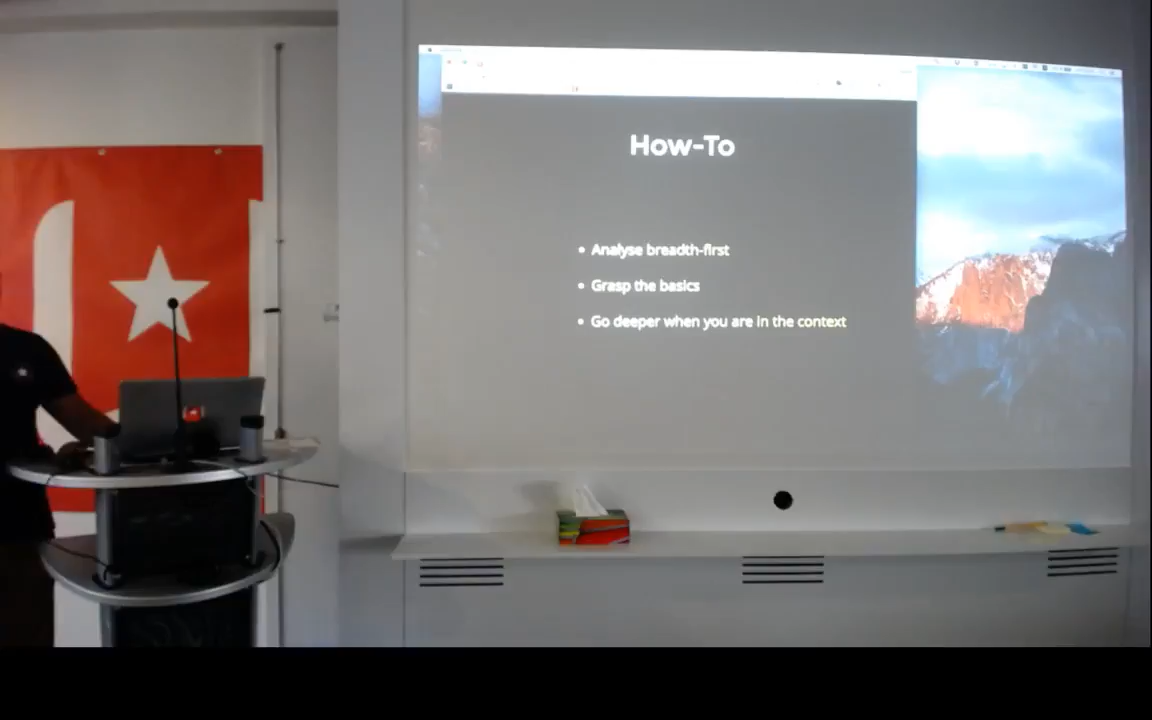 How-To
• Analyse breadth-first
• Grasp the basics
• Go deeper when you are in the context